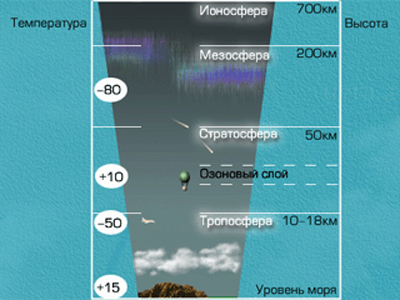 Ионосфера 700км
Температура Высота
Мезосфера 200км
-80
Стратосфера 50км
+10 Озоновый слой
-50 Тропосфера 10-18км
+15 Уровень моря